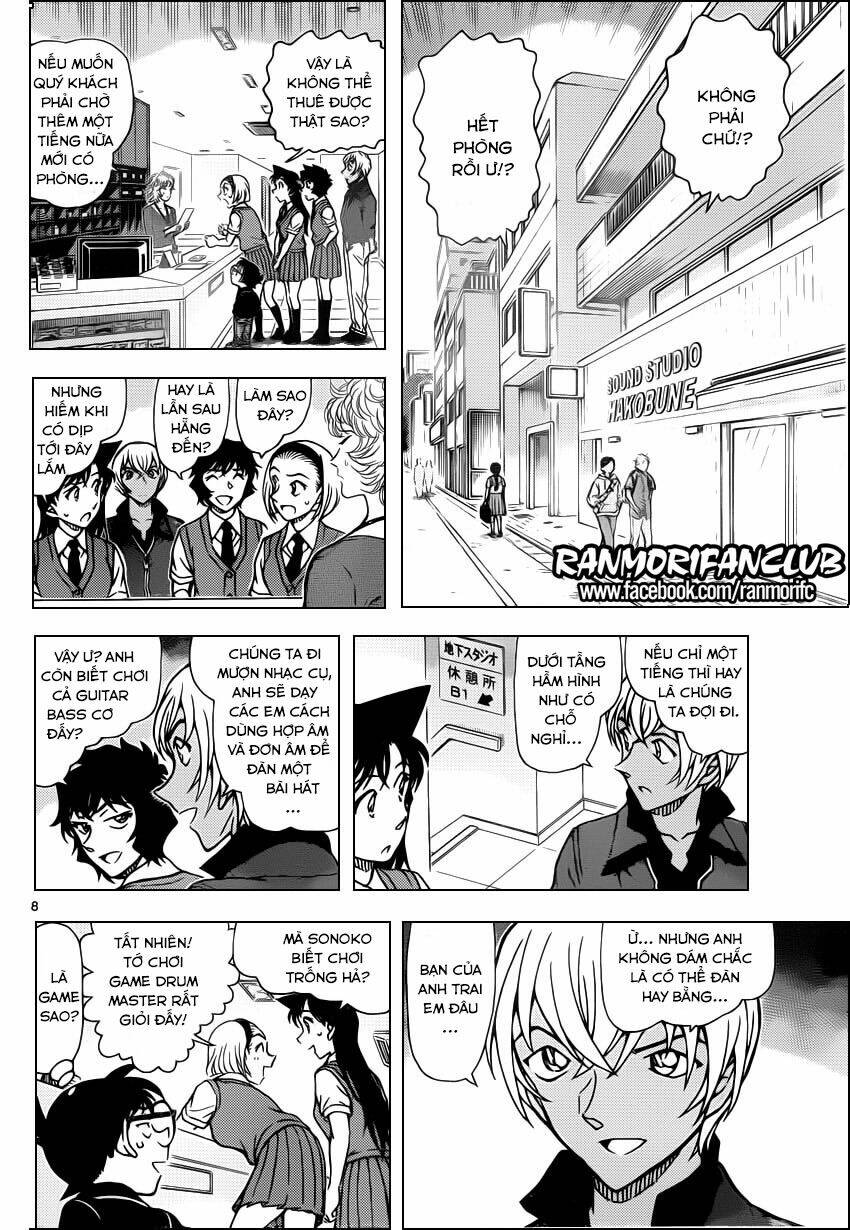 KHÔNG
PHẢI
CHỨ!?
HẾT
PHÒNG
RỒI Ư!?
SOUND STUDIO
HAKOBUNE
RANMORIFANCLUB
www.facebook.com/ranmorifc
VẬY LÀ
KHÔNG THỂ
THUÊ ĐƯỢC
THẬT SAO?
NẾU MUỐN
QUÝ KHÁCH
PHẢI CHỜ
THÊM MỘT
TIẾNG NỮA
MỚI CÓ
PHÒNG...
LÀM SAO
ĐÂY?
HAY LÀ
LẦN SAU
HẴNG
ĐẾN?
NHƯNG
HIẾM KHI
CÓ DỊP
TỚI ĐÂY
LẮM
NẾU CHỈ MỘT
TIẾNG THÌ HAY
LÀ CHÚNG
TA ĐỢI ĐI.
DƯỚI TẦNG
HẦM HÌNH
NHƯ CÓ
CHỖ
NGHỈ...
地下スタジオ
休憩所
B1
CHÚNG TA ĐI
MƯỢN NHẠC CỤ,
ANH SẼ DẠY
CÁC EM CÁCH
DÙNG HỢP ÂM
VÀ ĐƠN ÂM ĐỂ
ĐÀN MỘT
BÀI HÁT
...
VẬY Ư? ANH
CÒN BIẾT CHƠI
CẢ GUITAR
BASS CƠ
ĐẤY?
8
Ừ... NHƯNG ANH
KHÔNG DÁM CHẮC
LÀ CÓ THỂ ĐÀN
HAY BẰNG...
BẠN CỦA
ANH TRAI
EM ĐÂU
...
MÀ SONOKO
BIẾT CHƠI
TRỐNG HẢ?
TẤT NHIÊN!
TỚ CHƠI
GAME DRUM
MASTER RẤT
GIỎI ĐẤY!
LÀ
GAME
SAO?